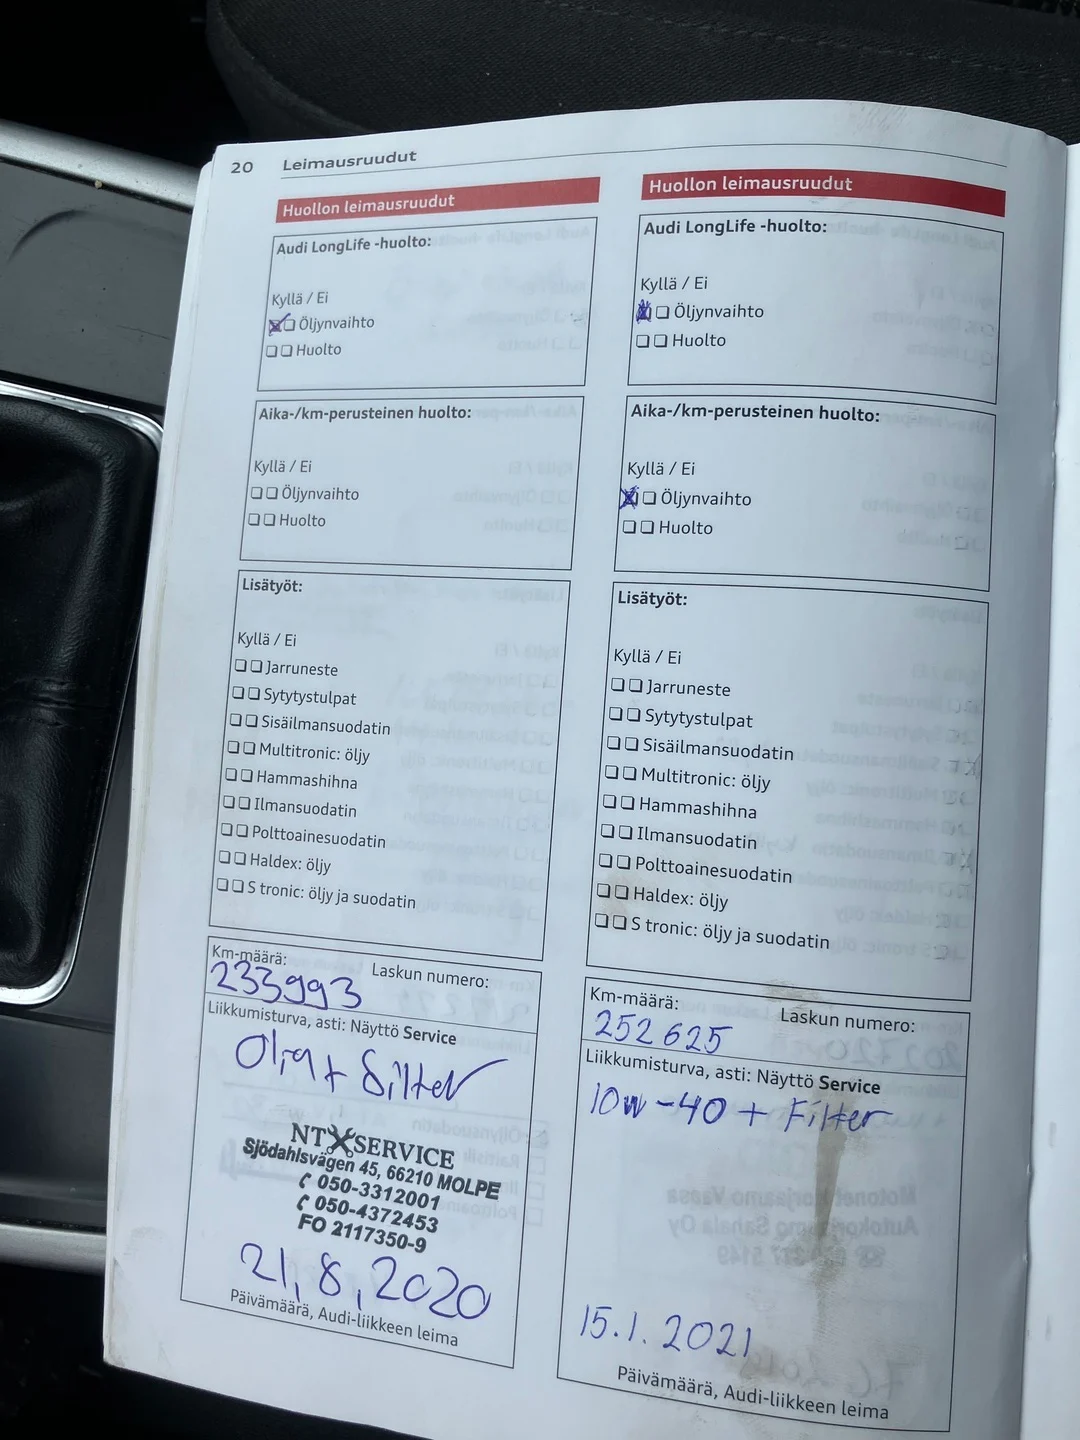 20 Leimausruudut
Huollon leimausruudut
Audi LongLife -huolto:
Kyllä / Ei
Öljynvaihto
Huolto
Aika-/km-perusteinen huolto:
Kyllä / Ei
Öljynvaihto
Huolto
Lisätyöt:
Kyllä / Ei
Jarruneste
Sytytystulpat
Sisäilmansuodatin
Multitronic: öljy
Hammashihna
Ilmansuodatin
Polttoainesuodatin
Haldex: öljy
S tronic: öljy ja suodatin
Km-määrä: Laskun numero:
233993
Liikkumisturva, asti: Näyttö Service
Olja + Filter
NT SERVICE
Sjödahlsvägen 45, 66210 MOLPE
050-3312001
050-4372453
FO 2117350-9
21,8,2020
Päivämäärä, Audi-liikkeen leima
Huollon leimausruudut
Audi LongLife -huolto:
Kyllä / Ei
Öljynvaihto
Huolto
Aika-/km-perusteinen huolto:
Kyllä / Ei
Öljynvaihto
Huolto
Lisätyöt:
Kyllä / Ei
Jarruneste
Sytytystulpat
Sisäilmansuodatin
Multitronic: öljy
Hammashihna
Ilmansuodatin
Polttoainesuodatin
Haldex: öljy
S tronic: öljy ja suodatin
Km-määrä: Laskun numero:
252625
Liikkumisturva, asti: Näyttö Service
10w-40 + Filter
15.1.2021
Päivämäärä, Audi-liikkeen leima